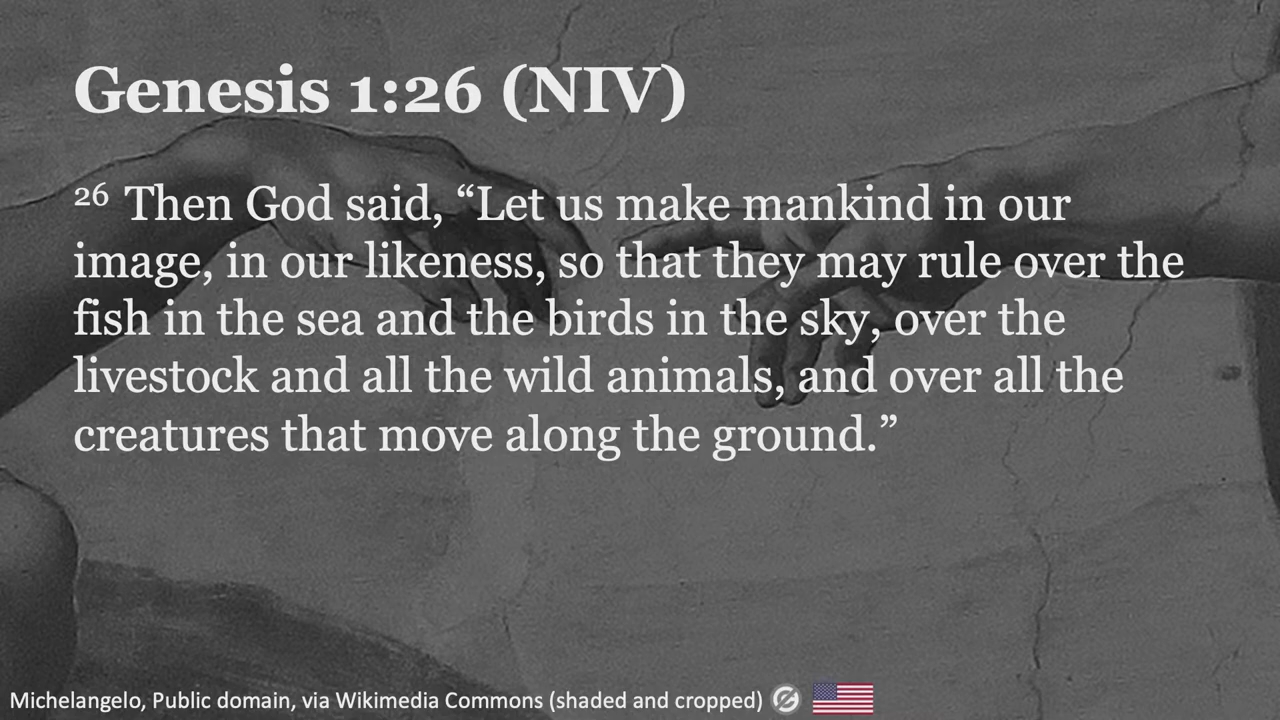 Genesis 1:26 (NIV)
26 Then God said, “Let us make mankind in our
image, in our likeness, so that they may rule over the
fish in the sea and the birds in the sky, over the
livestock and all the wild animals, and over all the
creatures that move along the ground.”
Michelangelo, Public domain, via Wikimedia Commons (shaded and cropped)